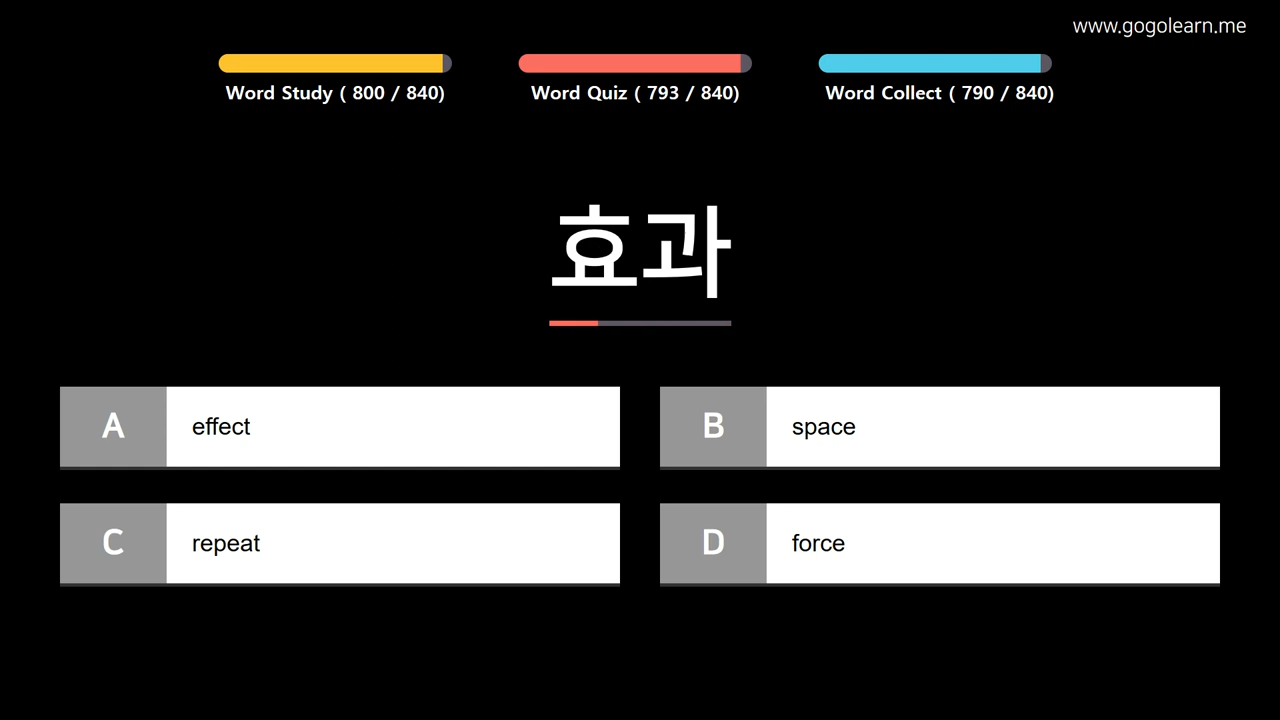 www.gogolearn.me
Word Study ( 800 / 840)
Word Quiz ( 793 / 840)
Word Collect ( 790 / 840)
효과
A effect
B space
C repeat
D force